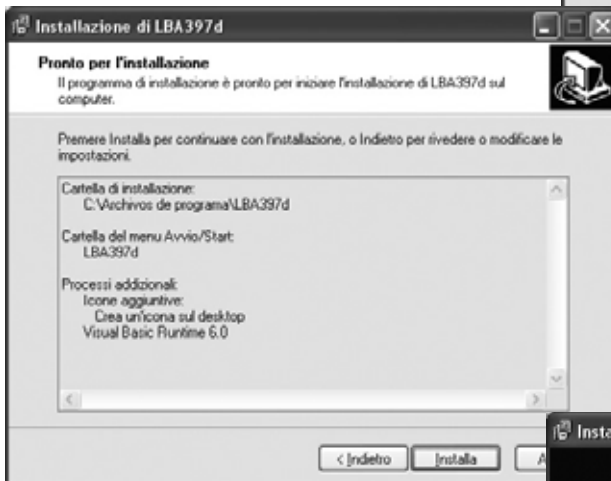 Installazione di LBA397d
Pronto per l'installazione
Il programma di installazione è pronto per iniziare l'installazione di LBA397d sul
computer.
Premere Installa per continuare con l'installazione, o Indietro per rivedere o modificare le
impostazioni.
Cartella di installazione:
C:\Archivos de programa\LBA397d
Cartella del menu Avvio/Start:
LBA397d
Processi addizionali:
Icone aggiuntive:
Crea un'icona sul desktop
Visual Basic Runtime 6.0
< Indietro Installa A
Insta